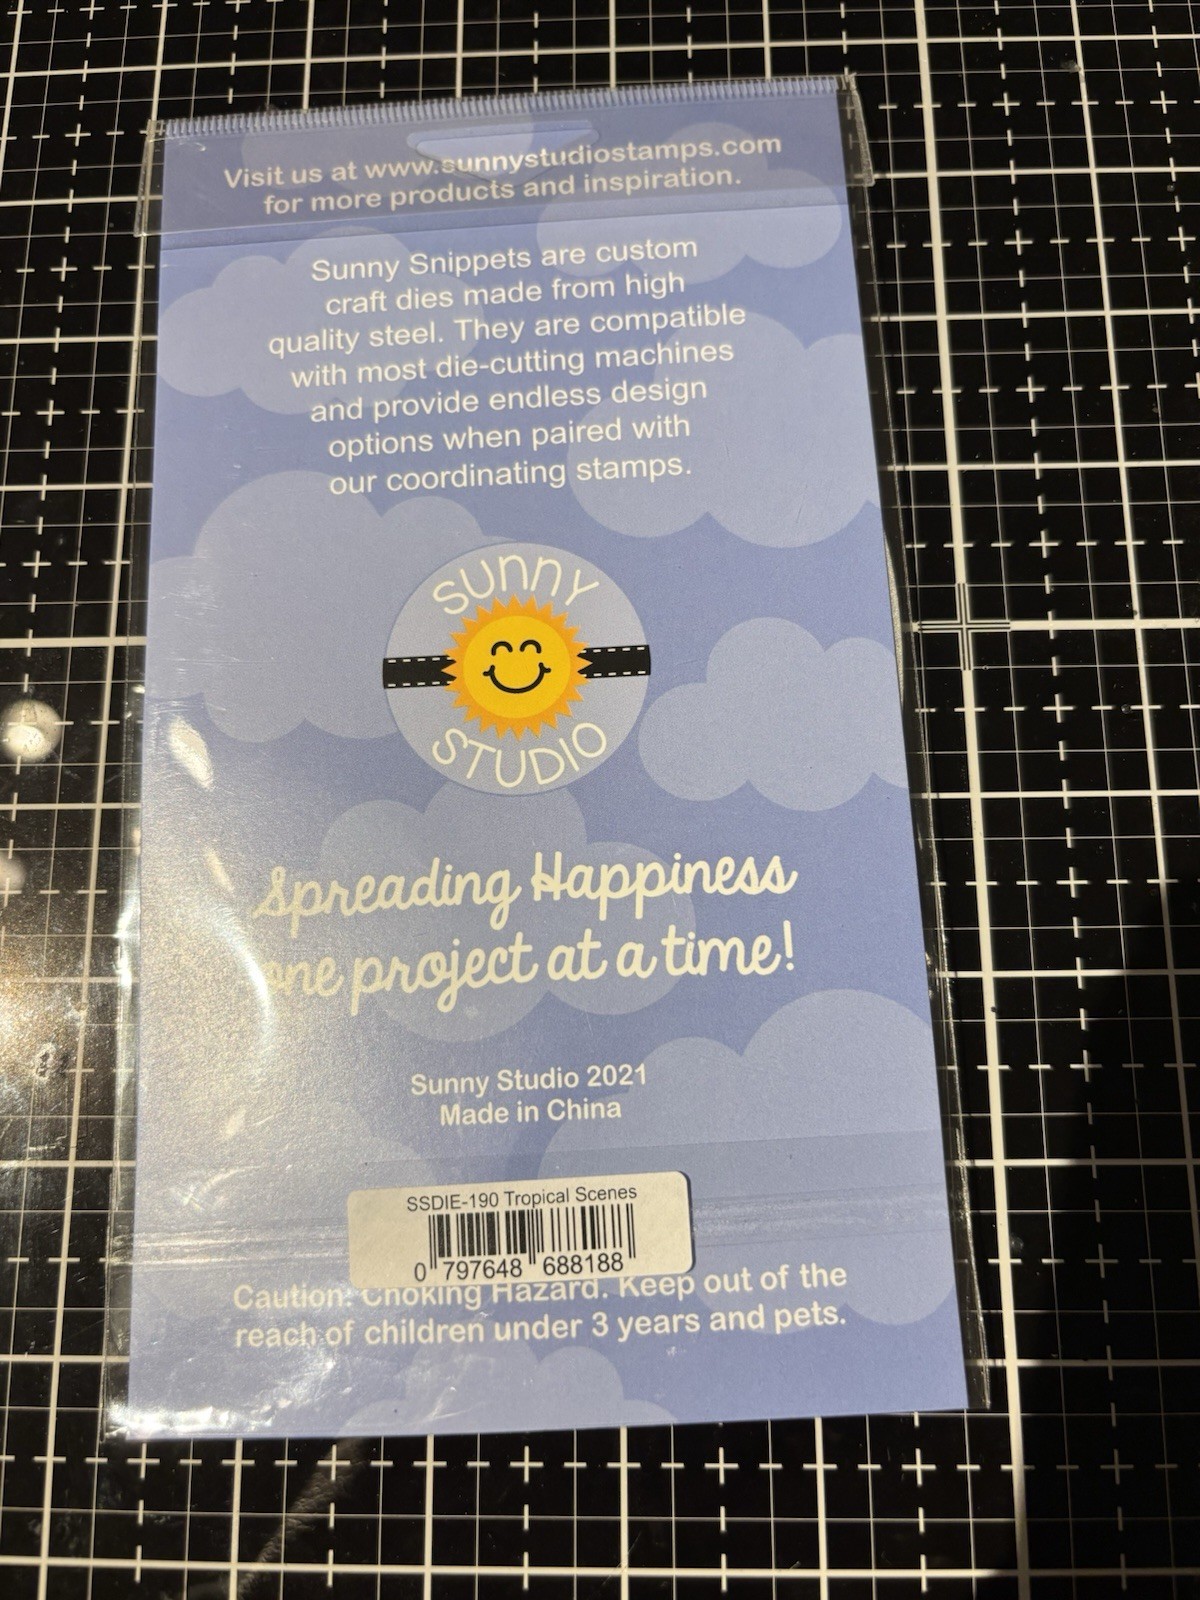 Visit us at www.sunnystudiostamps.com
for more products and inspiration.
Sunny Snippets are custom
craft dies made from high
quality steel. They are compatible
with most die-cutting machines
and provide endless design
options when paired with
our coordinating stamps.
SUNNY
STUDIO
Spreading Happiness
one project at a time!
Sunny Studio 2021
Made in China
SSDIE-190 Tropical Scenes
0 797648 688188
Caution: Choking Hazard. Keep out of the
reach of children under 3 years and pets.